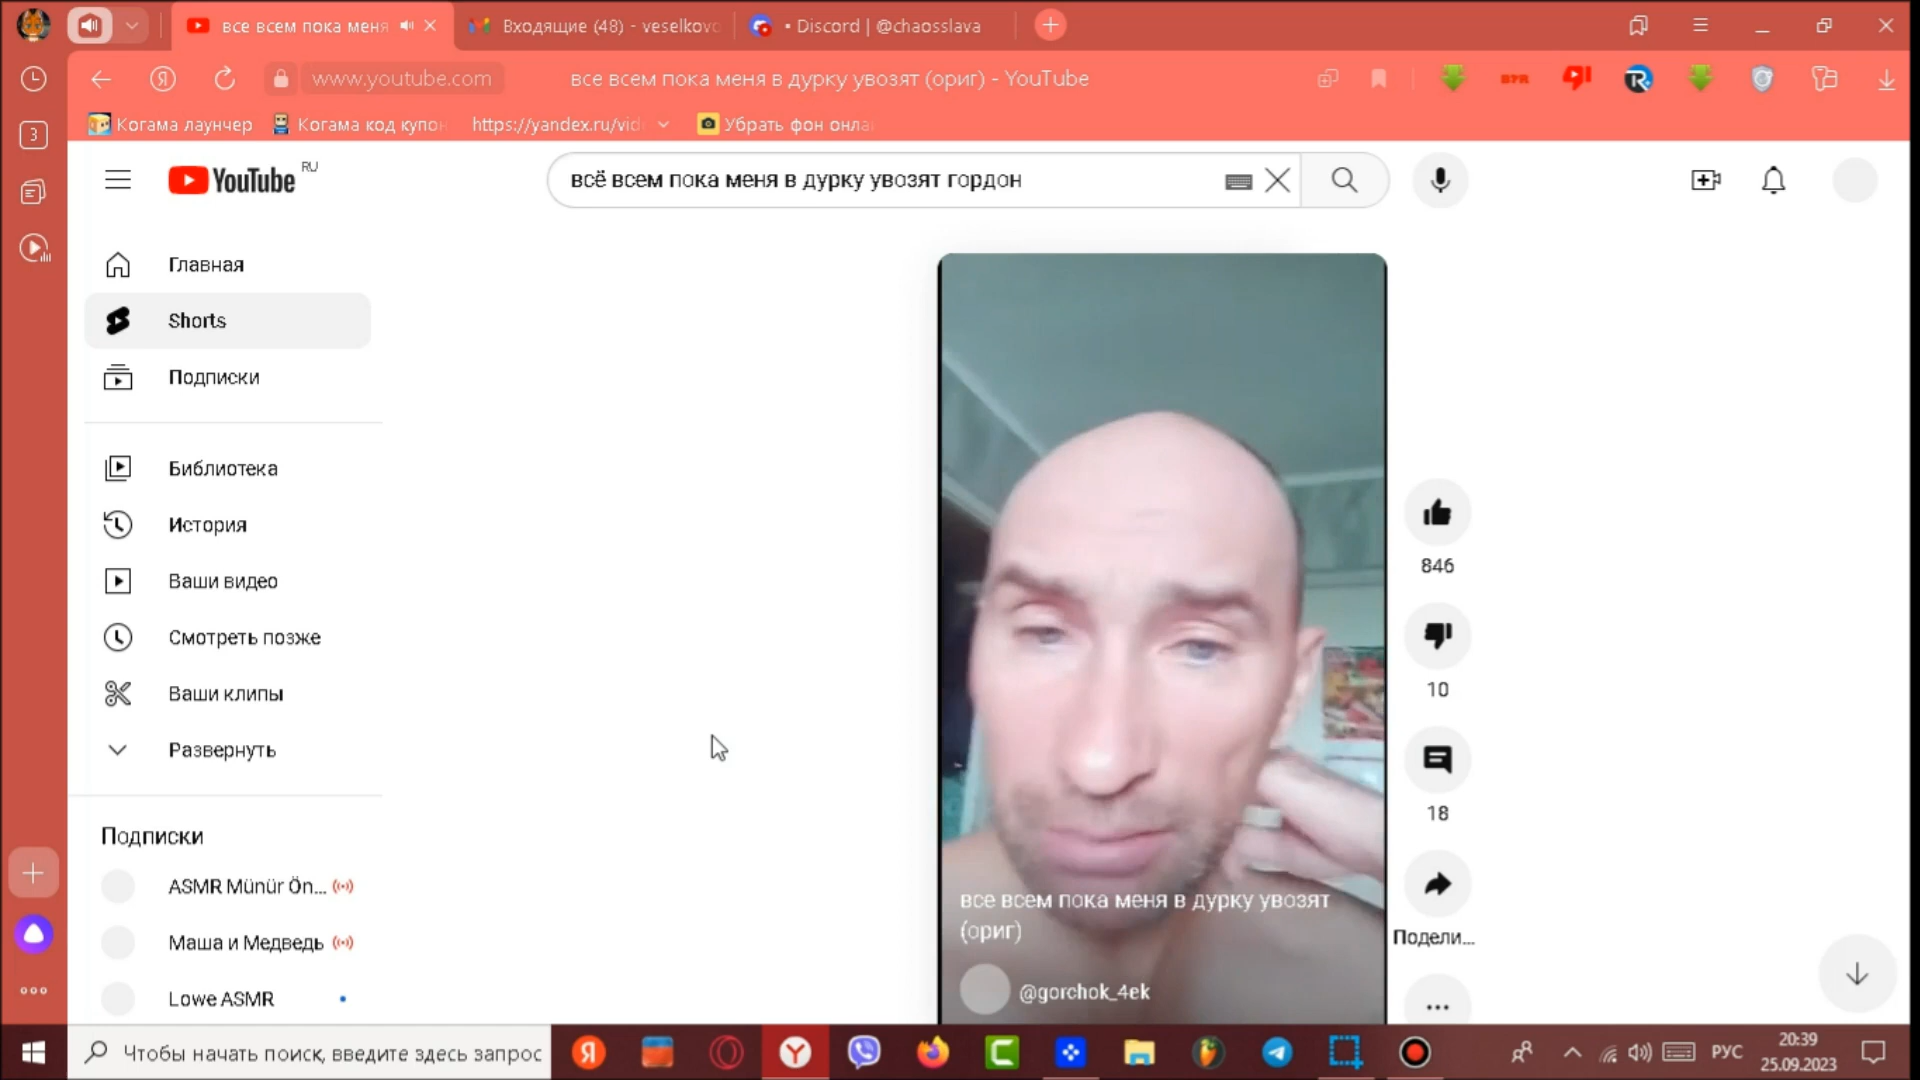 все всем пока меня
Входящие (48) - veselkovo
• Discord | @chaosslava
www.youtube.com
все всем пока меня в дурку увозят (ориг) - YouTube
3
Когама лаунчер
Когама код купон
https://yandex.ru/vid
Убрать фон онла
YouTube
RU
всё всем пока меня в дурку увозят гордон
Главная
Shorts
Подписки
Библиотека
История
Ваши видео
Смотреть позже
Ваши клипы
Развернуть
Подписки
ASMR Münür Ön...
Маша и Медведь
Lowe ASMR
846
10
18
Подели...
все всем пока меня в дурку увозят
(ориг)
@gorchok_4ek
Чтобы начать поиск, введите здесь запрос
РУС
20:39
25.09.2023